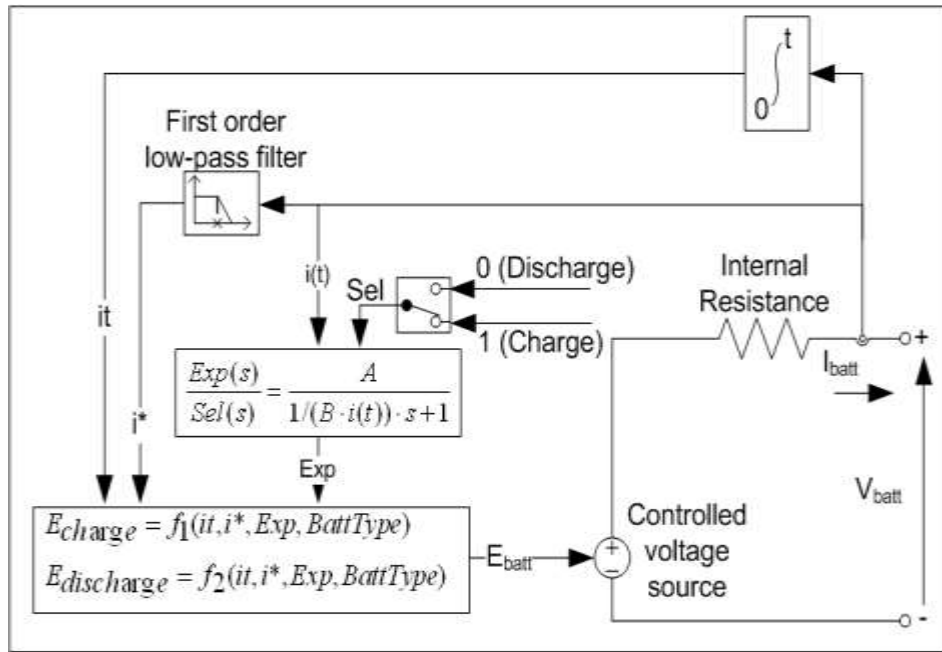 t
0
First order
low-pass filter
i(t)
Sel
0 (Discharge)
1 (Charge)
Internal
Resistance
+
I_batt
it
i*
Exp(s)/Sel(s) = A/(1/(B·i(t))·s+1)
Exp
V_batt
E_charge = f_1(it, i*, Exp, BattType)
E_discharge = f_2(it, i*, Exp, BattType)
E_batt
+
−
Controlled
voltage
source
-